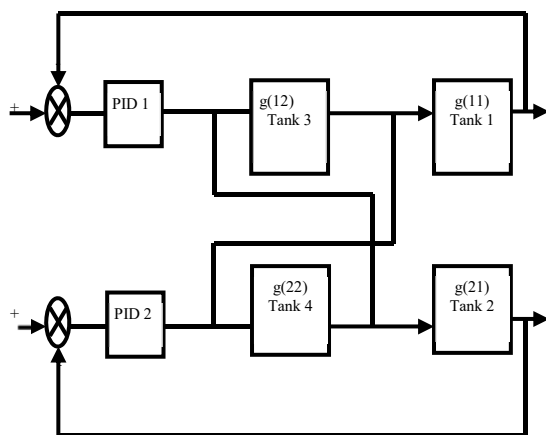 +
PID 1
g(12)
Tank 3
g(11)
Tank 1
+
PID 2
g(22)
Tank 4
g(21)
Tank 2